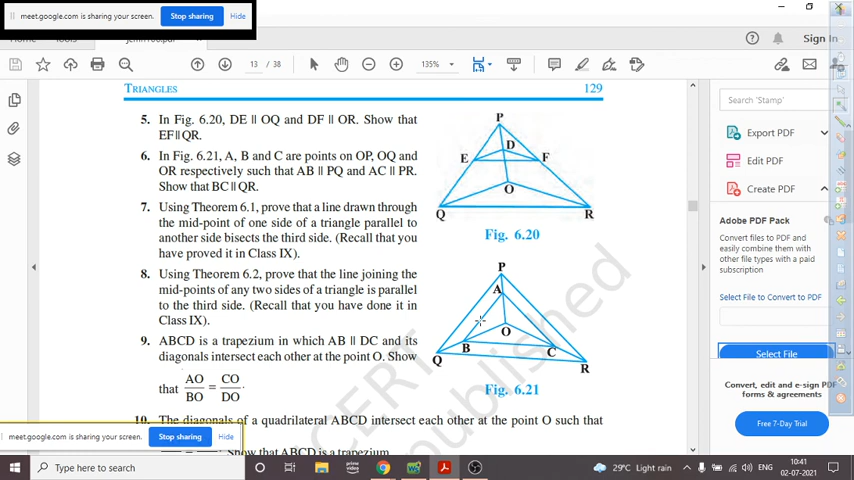 meet.google.com is sharing your screen.
Stop sharing
Hide
Sign In
13 / 38
135%
TRIANGLES
129
5. In Fig. 6.20, DE || OQ and DF || OR. Show that
EF || QR.
6. In Fig. 6.21, A, B and C are points on OP, OQ and
OR respectively such that AB || PQ and AC || PR.
Show that BC || QR.
7. Using Theorem 6.1, prove that a line drawn through
the mid-point of one side of a triangle parallel to
another side bisects the third side. (Recall that you
have proved it in Class IX).
8. Using Theorem 6.2, prove that the line joining the
mid-points of any two sides of a triangle is parallel
to the third side. (Recall that you have done it in
Class IX).
9. ABCD is a trapezium in which AB || DC and its
diagonals intersect each other at the point O. Show
that AO/BO = CO/DO.
10. The diagonals of a quadrilateral ABCD intersect each other at the point O such that
Show that ABCD is a trapezium.
P
D
E
F
O
Q
R
Fig. 6.20
P
A
O
B
C
Q
R
Fig. 6.21
NCERT
published
Search 'Stamp'
Export PDF
Edit PDF
Create PDF
Adobe PDF Pack
Convert files to PDF
and easily combine them
with other file types with a
paid subscription
Select File to Convert to PDF
Select File
Convert, edit and e-sign PDF
forms & agreements
Free 7-Day Trial
meet.google.com is sharing your screen.
Stop sharing
Hide
Type here to search
prime video
29°C Light rain
ENG
10:41
02-07-2021